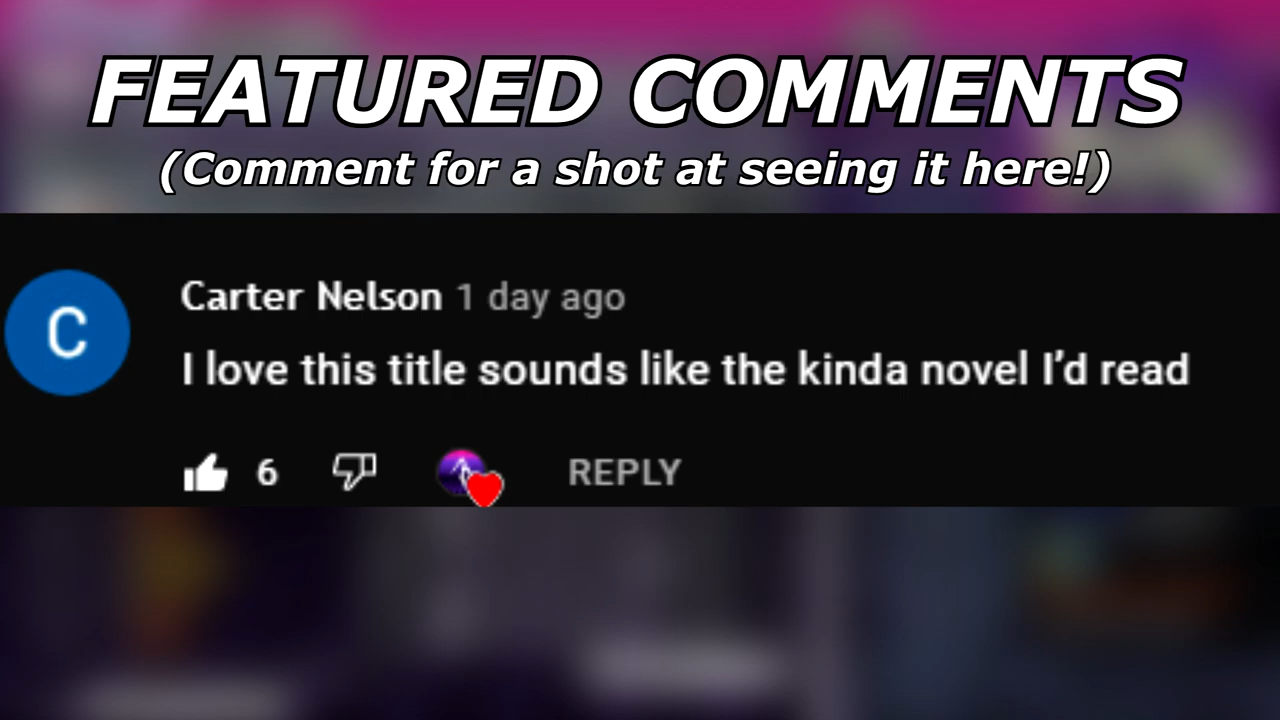 FEATURED COMMENTS
(Comment for a shot at seeing it here!)
C
Carter Nelson 1 day ago
I love this title sounds like the kinda novel I'd read
6 REPLY